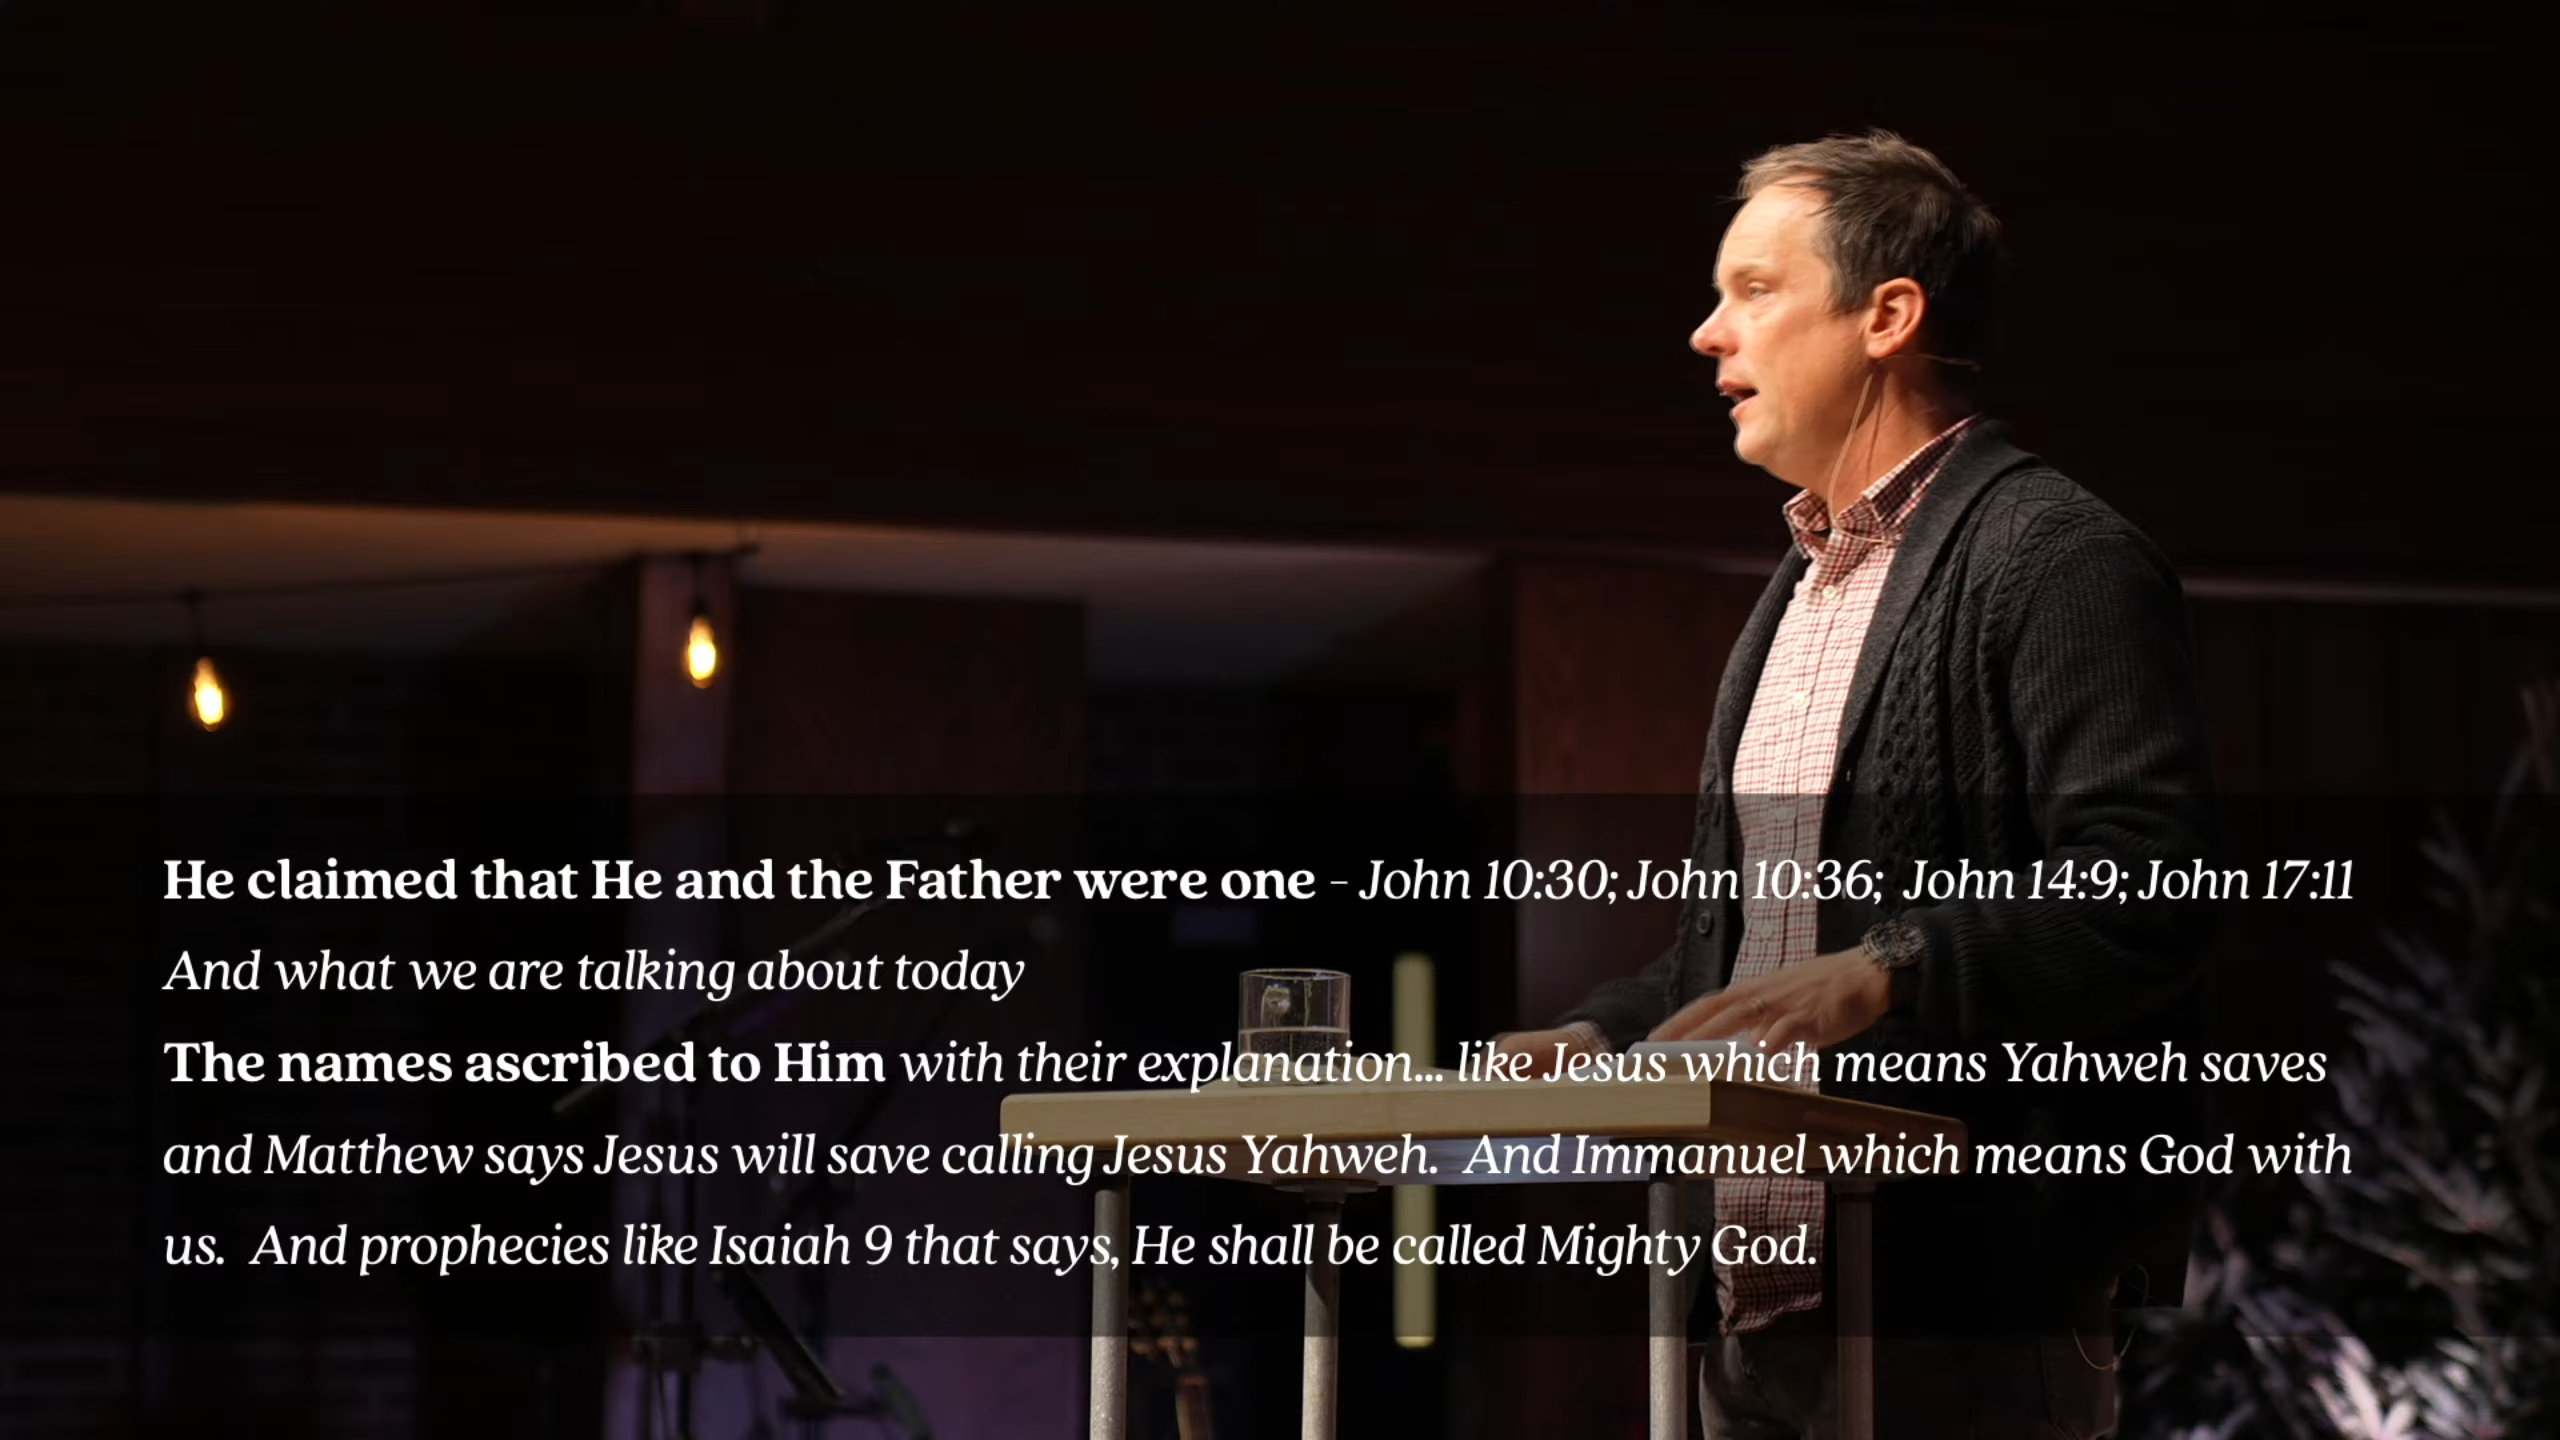 He claimed that He and the Father were one - John 10:30; John 10:36;  John 14:9; John 17:11
And what we are talking about today
The names ascribed to Him with their explanation... like Jesus which means Yahweh saves
and Matthew says Jesus will save calling Jesus Yahweh.  And Immanuel which means God with
us.  And prophecies like Isaiah 9 that says, He shall be called Mighty God.